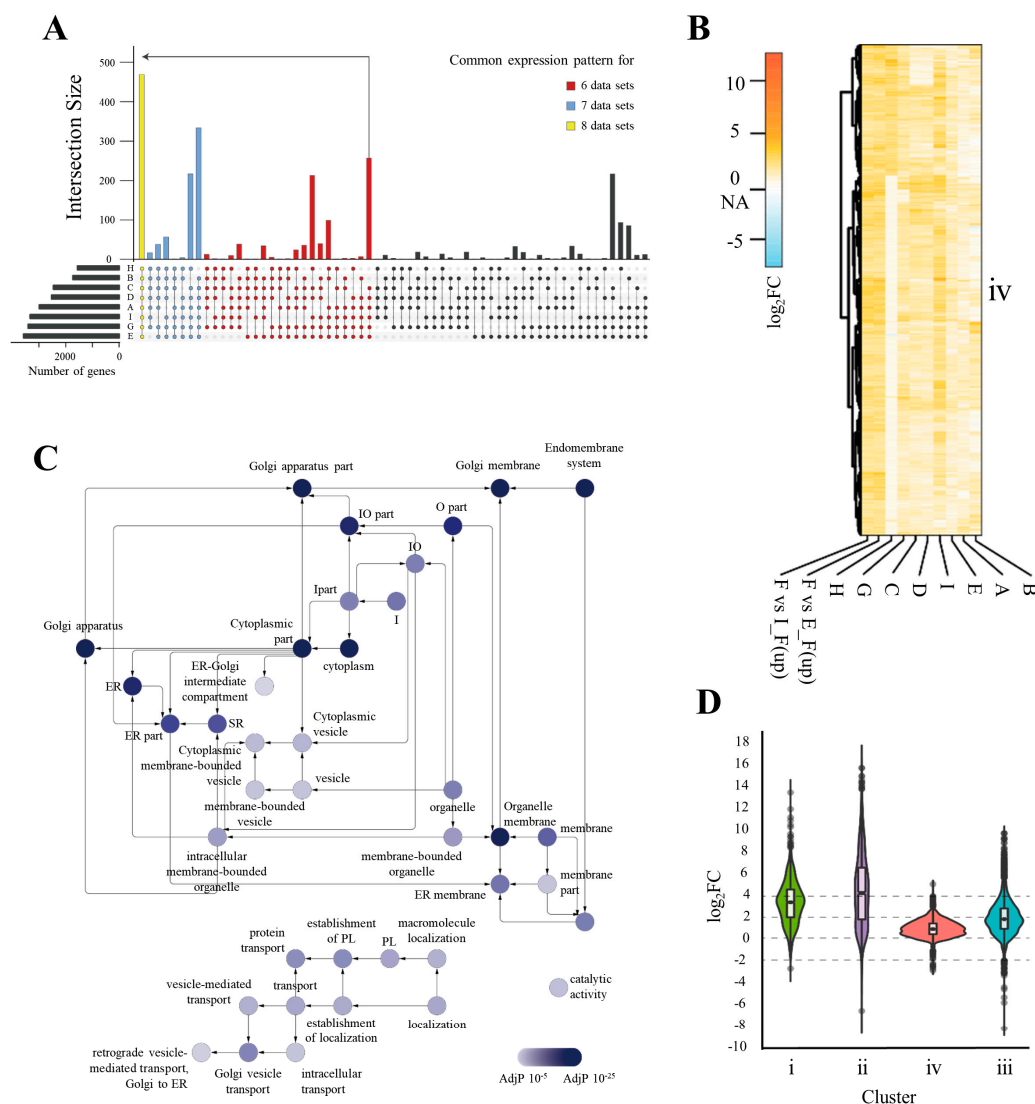 A
Intersection Size
500
400
300
200
100
0
Common expression pattern for
6 data sets
7 data sets
8 data sets
H
B
C
D
A
I
G
E
2000
0
Number of genes
B
10
5
0
NA
-5
log2FC
iv
F vs I_F(up)
F vs E_F(up)
H
G
C
D
I
E
A
B
C
Golgi apparatus part
Golgi membrane
Endomembrane
system
IO part
O part
IO
Ipart
I
Golgi apparatus
Cytoplasmic
part
cytoplasm
ER-Golgi
intermediate
compartment
ER
ER part
SR
Cytoplasmic
vesicle
Cytoplasmic
membrane-bounded
vesicle
vesicle
membrane-bounded
vesicle
organelle
Organelle
membrane
membrane
intracellular
membrane-bounded
organelle
membrane-bounded
organelle
membrane
part
ER membrane
protein
transport
establishment
of PL
PL
macromolecule
localization
vesicle-mediated
transport
transport
establishment
of localization
localization
catalytic
activity
retrograde vesicle-
mediated transport,
Golgi to ER
Golgi vesicle
transport
intracellular
transport
AdjP 10-5
AdjP 10-25
D
log2FC
18
16
14
12
10
8
6
4
2
0
-2
-4
-6
-8
-10
i
ii
iv
iii
Cluster